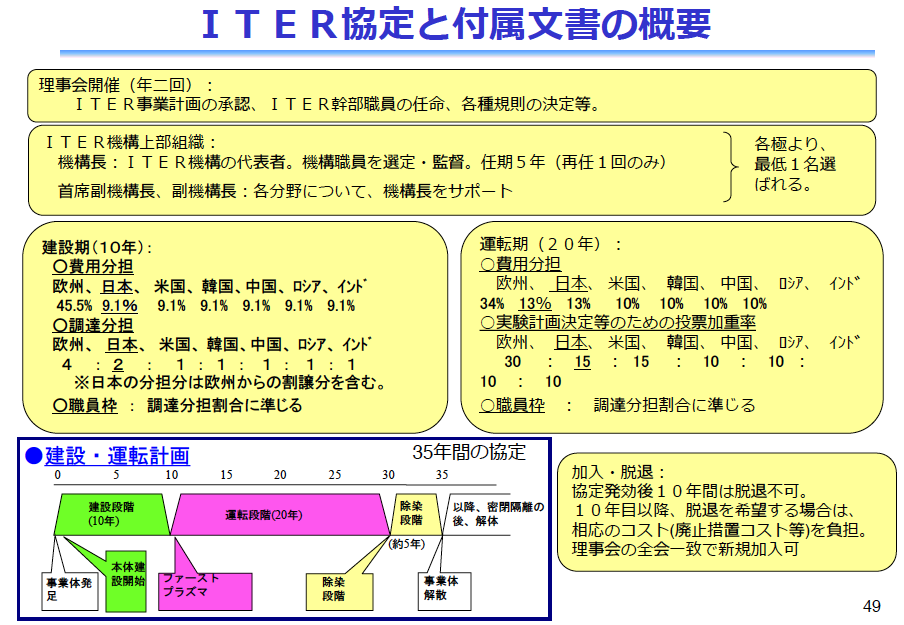 ＩＴＥＲ協定と付属文書の概要
理事会開催（年二回）：
ＩＴＥＲ事業計画の承認、ＩＴＥＲ幹部職員の任命、各種規則の決定等。
ＩＴＥＲ機構上部組織：
機構長：ＩＴＥＲ機構の代表者。機構職員を選定・監督。任期５年（再任１回のみ）
首席副機構長、副機構長：各分野について、機構長をサポート
各極より、
最低１名選
ばれる。
建設期（１０年）：
〇費用分担
欧州、日本、 米国、韓国、中国、ﾛｼｱ、ｲﾝﾄﾞ
45.5% 9.1% 9.1% 9.1% 9.1% 9.1% 9.1%
〇調達分担
欧州、 日本、 米国、韓国、中国、ﾛｼｱ、ｲﾝﾄﾞ
４ ：２ ： １：１：１：１：１
※日本の分担分は欧州からの割譲分を含む。
〇職員枠 ： 調達分担割合に準じる
運転期（２０年）：
○費用分担
欧州、 日本、 米国、 韓国、 中国、 ﾛｼｱ、 ｲﾝﾄﾞ
34% 13% 13% 10% 10% 10% 10%
○実験計画決定等のための投票加重率
欧州、 日本、 米国、 韓国、 中国、 ﾛｼｱ、 ｲﾝﾄﾞ
30 ： 15 ： 15 ： 10 ： 10 ：
10 ： 10
○職員枠 ： 調達分担割合に準じる
●建設・運転計画
35年間の協定
0 5 10 15 20 25 30 35
建設段階
(10年)
運転段階(20年)
除染
段階
以降、密閉隔離の
後、解体
(約5年)
事業体発
足
本体建
設開始
ファースト
プラズマ
除染
段階
事業体
解散
加入・脱退：
協定発効後１０年間は脱退不可。
１０年目以降、脱退を希望する場合は、
相応のコスト(廃止措置コスト等)を負担。
理事会の全会一致で新規加入可
49